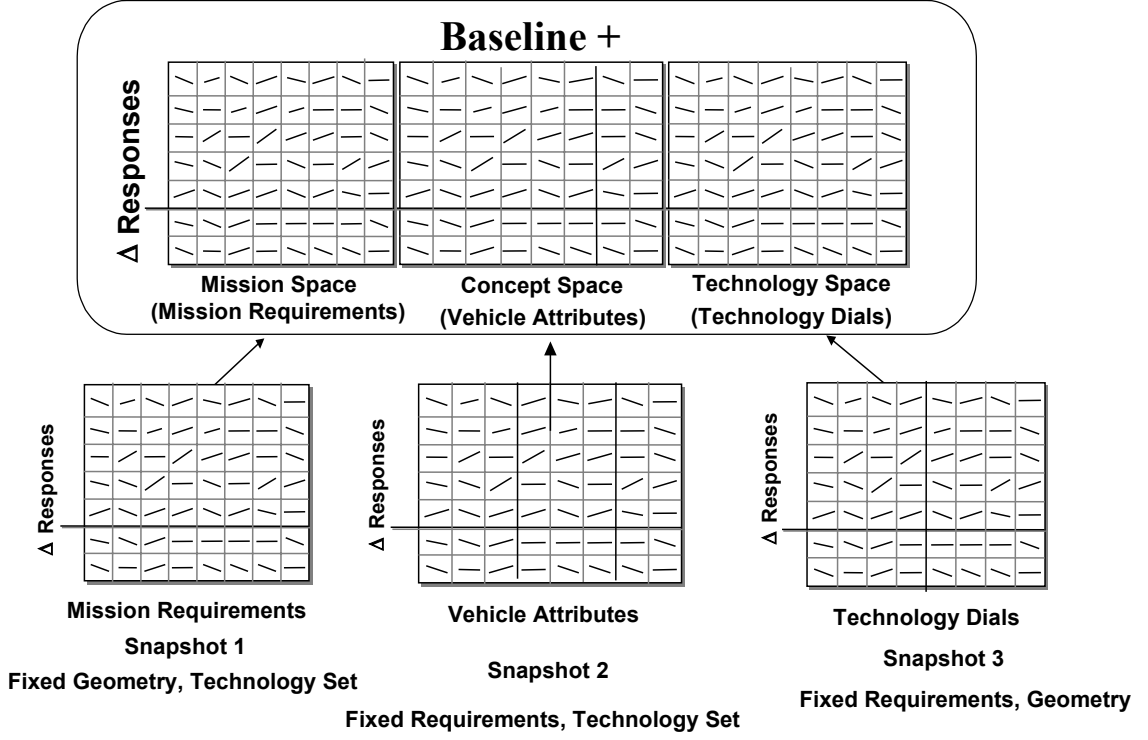 Baseline +
Δ Responses
Mission Space
(Mission Requirements)
Concept Space
(Vehicle Attributes)
Technology Space
(Technology Dials)
Δ Responses
Mission Requirements
Snapshot 1
Fixed Geometry, Technology Set
Δ Responses
Vehicle Attributes
Snapshot 2
Fixed Requirements, Technology Set
Δ Responses
Technology Dials
Snapshot 3
Fixed Requirements, Geometry